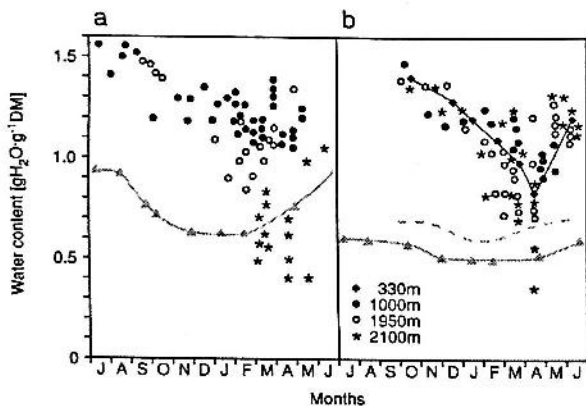 a
b
Water content [gH₂O·g⁻¹DM]
1.5
1.0
0.5
0
330m
1000m
1950m
2100m
J A S O N D J F M A M J
J A S O N D J F M A M J
Months